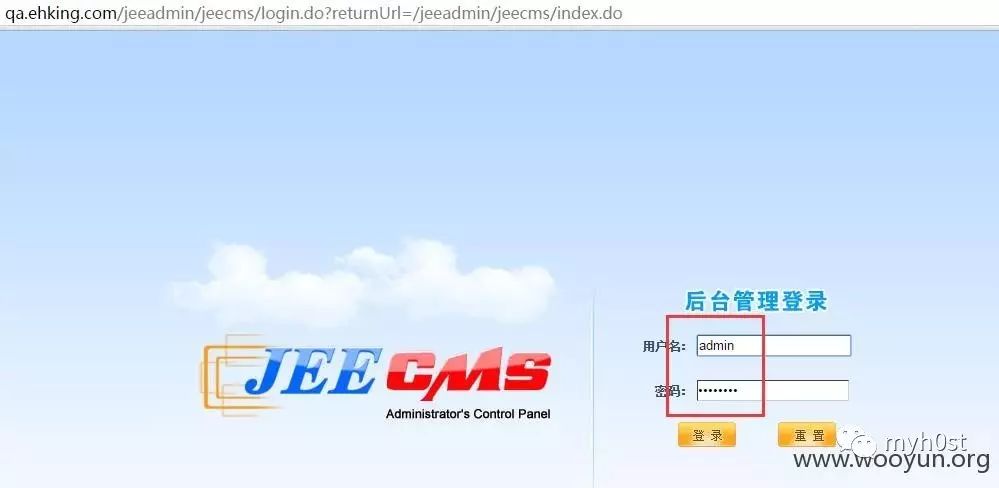 qa.ehking.com/jeeadmin/jeecms/login.do?returnUrl=/jeeadmin/jeecms/index.do
后台管理登录
用户名: admin
JEECMS
密码: ••••••••
Administrator's Control Panel
登 录 重 置
myh0st
www.wooyun.org